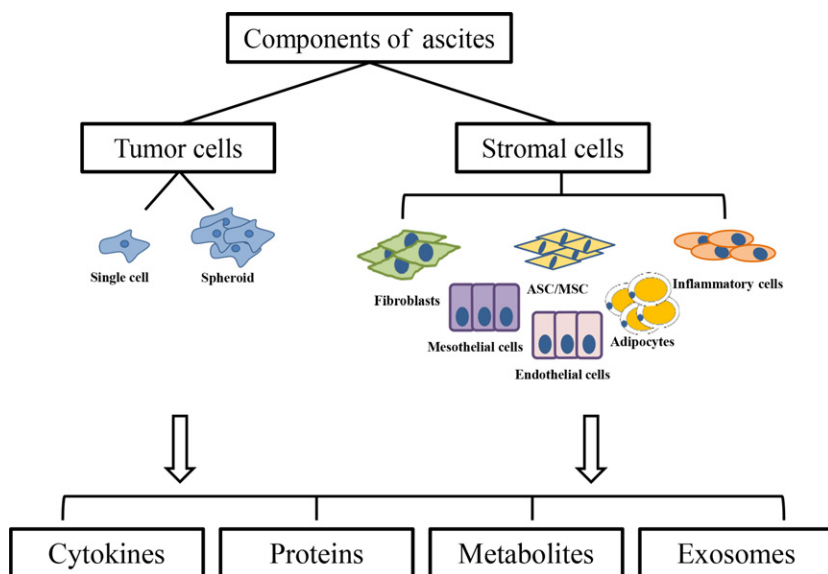 Components of ascites
Tumor cells
Stromal cells
Single cell
Spheroid
Fibroblasts
ASC/MSC
Inflammatory cells
Mesothelial cells
Endothelial cells
Adipocytes
Cytokines
Proteins
Metabolites
Exosomes